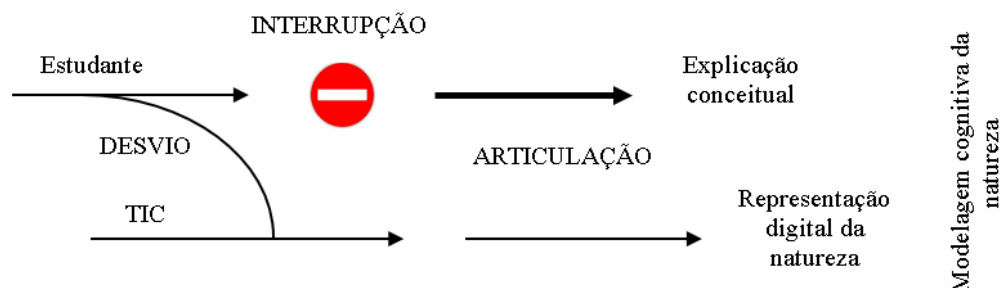 INTERRUPÇÃO
Estudante
Explicação
conceitual
DESVIO
ARTICULAÇÃO
TIC
Representação
digital da
natureza
Modelagem cognitiva da
natureza